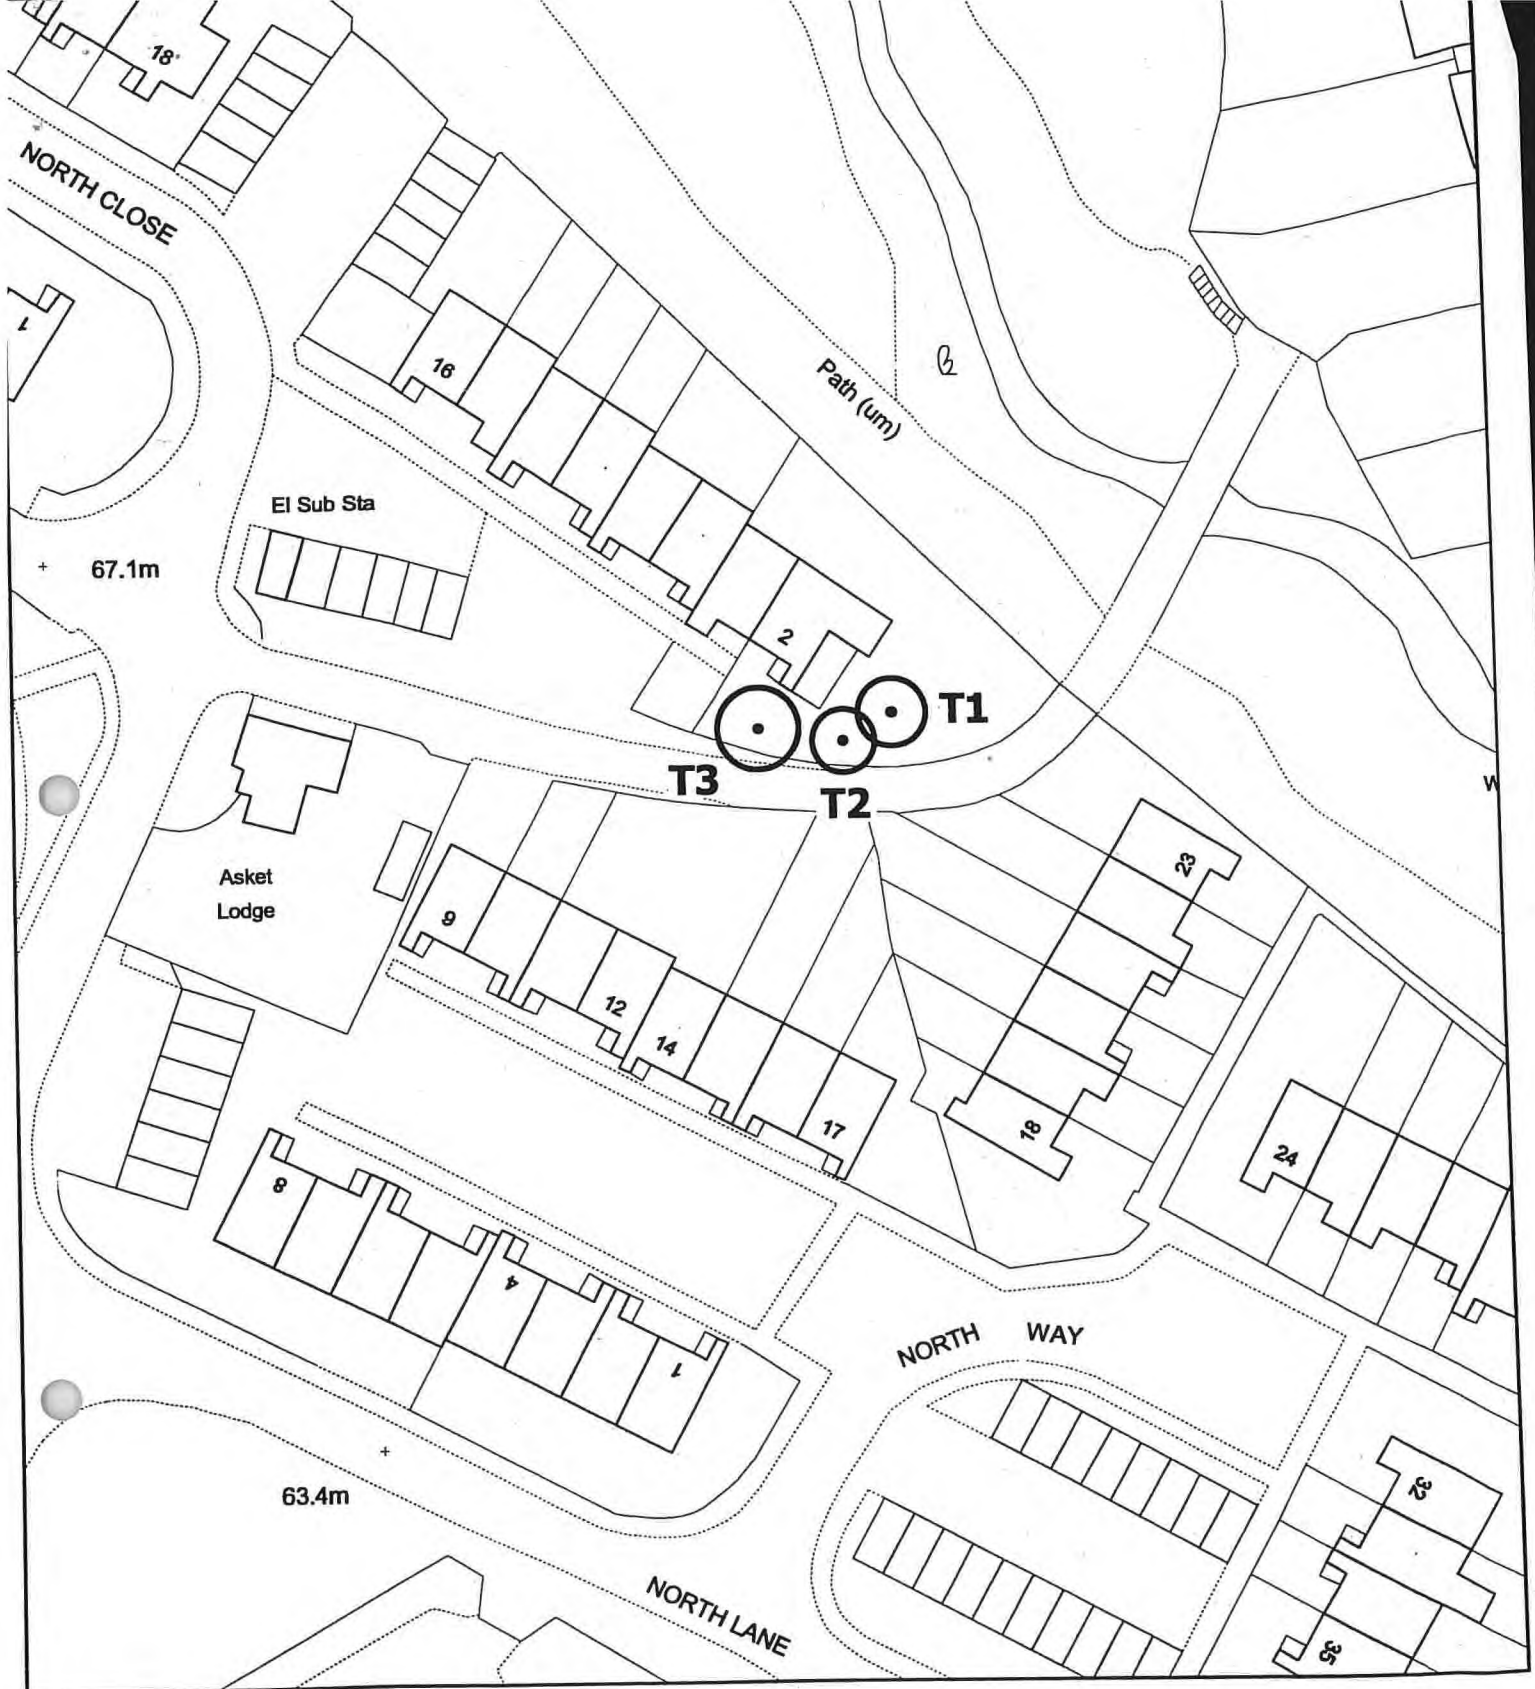 18
NORTH CLOSE
1
16
Path (um)
El Sub Sta
67.1m
2
T1
T3
T2
W
23
Asket
Lodge
9
12
14
17
18
24
8
4
1
NORTH WAY
32
63.4m
NORTH LANE
35